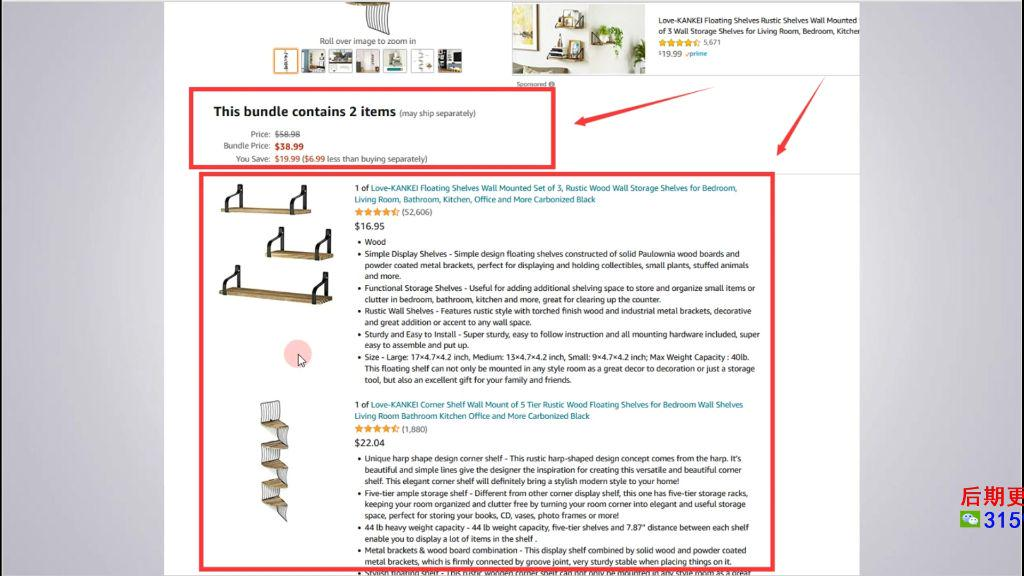 Roll over image to zoom in
Love-KANKEI Floating Shelves Rustic Shelves Wall Mounted
of 3 Wall Storage Shelves for Living Room, Bedroom, Kitchen
5,671
$19.99 prime
Sponsored
This bundle contains 2 items (may ship separately)
Price: $58.98
Bundle Price: $38.99
You Save: $19.99 ($6.99 less than buying separately)
1 of Love-KANKEI Floating Shelves Wall Mounted Set of 3, Rustic Wood Wall Storage Shelves for Bedroom,
Living Room, Bathroom, Kitchen, Office and More Carbonized Black
(52,606)
$16.95
• Wood
• Simple Display Shelves - Simple design floating shelves constructed of solid Paulownia wood boards and
powder coated metal brackets, perfect for displaying and holding collectibles, small plants, stuffed animals
and more.
• Functional Storage Shelves - Useful for adding additional shelving space to store and organize small items or
clutter in bedroom, bathroom, kitchen and more, great for clearing up the counter.
• Rustic Wall Shelves - Features rustic style with torched finish wood and industrial metal brackets, decorative
and great addition or accent to any wall space.
• Sturdy and Easy to Install - Super sturdy, easy to follow instruction and all mounting hardware included, super
easy to assemble and put up.
• Size - Large: 17×4.7×4.2 inch, Medium: 13×4.7×4.2 inch, Small: 9×4.7×4.2 inch; Max Weight Capacity : 40lb.
This floating shelf can not only be mounted in any style room as a great decor to decoration or just a storage
tool, but also an excellent gift for your family and friends.
1 of Love-KANKEI Corner Shelf Wall Mount of 5 Tier Rustic Wood Floating Shelves for Bedroom Wall Shelves
Living Room Bathroom Kitchen Office and More Carbonized Black
(1,880)
$22.04
• Unique harp shape design corner shelf - This rustic harp-shaped design concept comes from the harp. It's
beautiful and simple lines give the designer the inspiration for creating this versatile and beautiful corner
shelf. This elegant corner shelf will definitely bring a stylish modern style to your home!
• Five-tier ample storage shelf - Different from other corner display shelf, this one has five-tier storage racks,
keeping your room organized and clutter free by turning your room corner into elegant and useful storage
space, perfect for storing your books, CD, vases, photo frames or more!
• 44 lb heavy weight capacity - 44 lb weight capacity, five-tier shelves and 7.87" distance between each shelf
enable you to display a lot of items in the shelf .
• Metal brackets & wood board combination - This display shelf combined by solid wood and powder coated
metal brackets, which is firmly connected by groove joint, very sturdy stable when placing things on it.
• Stylish floating shelf - This rustic wooden corner shelf can not only be mounted in any style room as a great
后期更
315